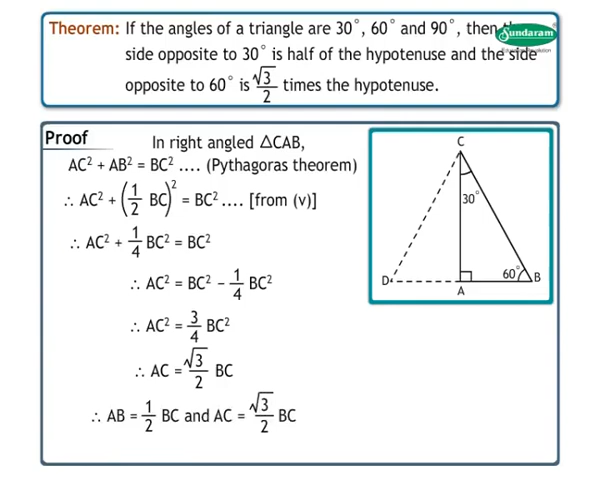 Theorem: If the angles of a triangle are 30°, 60° and 90°, then
Sundaram
side opposite to 30° is half of the hypotenuse and the side
opposite to 60° is √3/2 times the hypotenuse.
Proof
In right angled △CAB,
AC² + AB² = BC² .... (Pythagoras theorem)
∴ AC² + (1/2 BC)² = BC² .... [from (v)]
∴ AC² + 1/4 BC² = BC²
∴ AC² = BC² - 1/4 BC²
∴ AC² = 3/4 BC²
∴ AC = √3/2 BC
∴ AB = 1/2 BC and AC = √3/2 BC
C
30°
60°
D
A
B